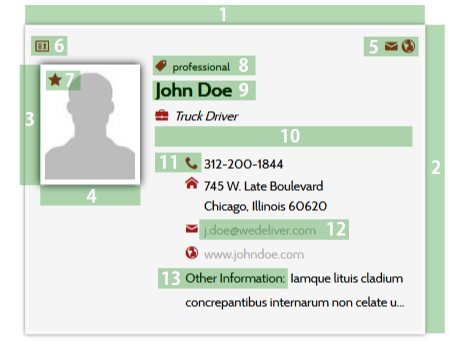 1
6
5
7
professional 8
John Doe 9
3
Truck Driver
10
2
11 312-200-1844
745 W. Late Boulevard
4
Chicago, Illinois 60620
j.doe@wedeliver.com 12
www.johndoe.com
13 Other Information: Iamque lituis cladium
concrepantibus internarum non celate u...